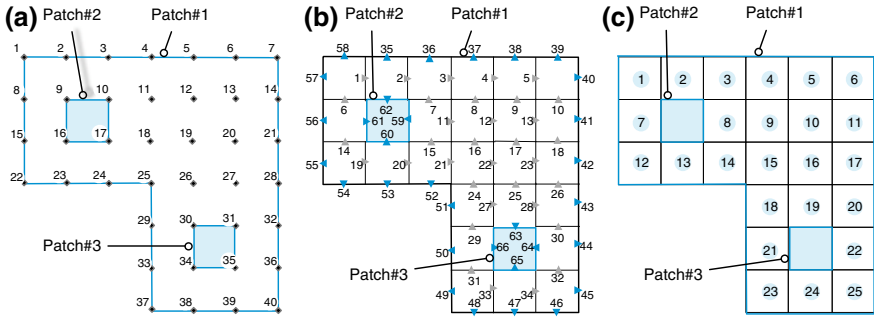 (a) Patch#2 Patch#1
1 2 3 4 5 6 7
8 9 10 11 12 13 14
15 16 17 18 19 20 21
22 23 24 25 26 27 28
29 30 31 32
Patch#3
33 34 35 36
37 38 39 40
(b) Patch#2 Patch#1
58 35 36 37 38 39
57 1 2 3 4 5 40
6 62 7 8 9 10
56 61 59 11 12 13 41
60
14 15 16 17 18
55 19 20 21 22 23 42
54 53 52
24 25 26
51 27 28 43
29 63 30
50 66 64 44
65
Patch#3
31 32
49 33 34 45
48 47 46
(c) Patch#2 Patch#1
1 2 3 4 5 6
7 8 9 10 11
12 13 14 15 16 17
18 19 20
21 22
Patch#3
23 24 25